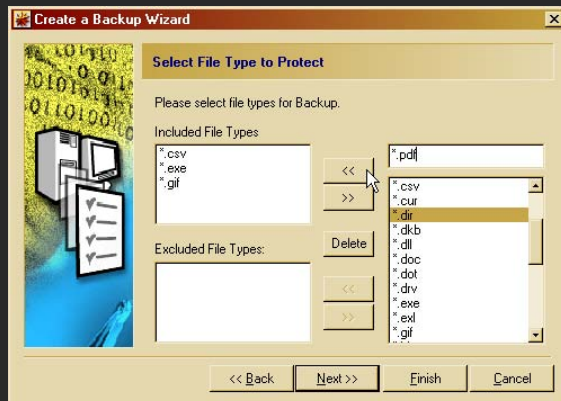 Create a Backup Wizard
Select File Type to Protect
Please select file types for Backup.
Included File Types
*.csv
*.exe
*.gif
<<
>>
Delete
Excluded File Types:
<<
>>
*.pdf
*.csv
*.cur
*.dir
*.dkb
*.dll
*.doc
*.dot
*.drv
*.exe
*.exl
*.gif
<< Back
Next >>
Finish
Cancel